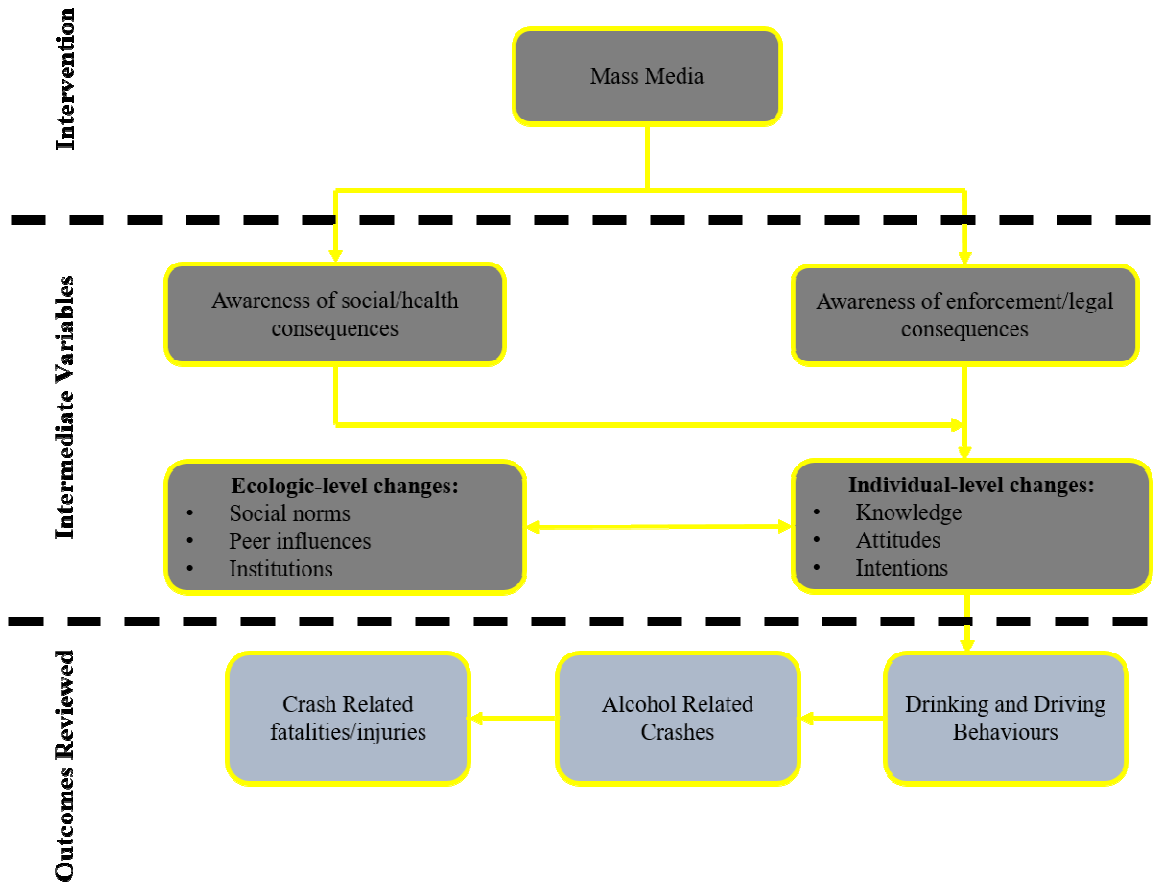 Intervention
Mass Media
Intermediate Variables
Awareness of social/health
consequences
Awareness of enforcement/legal
consequences
Ecologic-level changes:
• Social norms
• Peer influences
• Institutions
Individual-level changes:
• Knowledge
• Attitudes
• Intentions
Outcomes Reviewed
Crash Related
fatalities/injuries
Alcohol Related
Crashes
Drinking and Driving
Behaviours